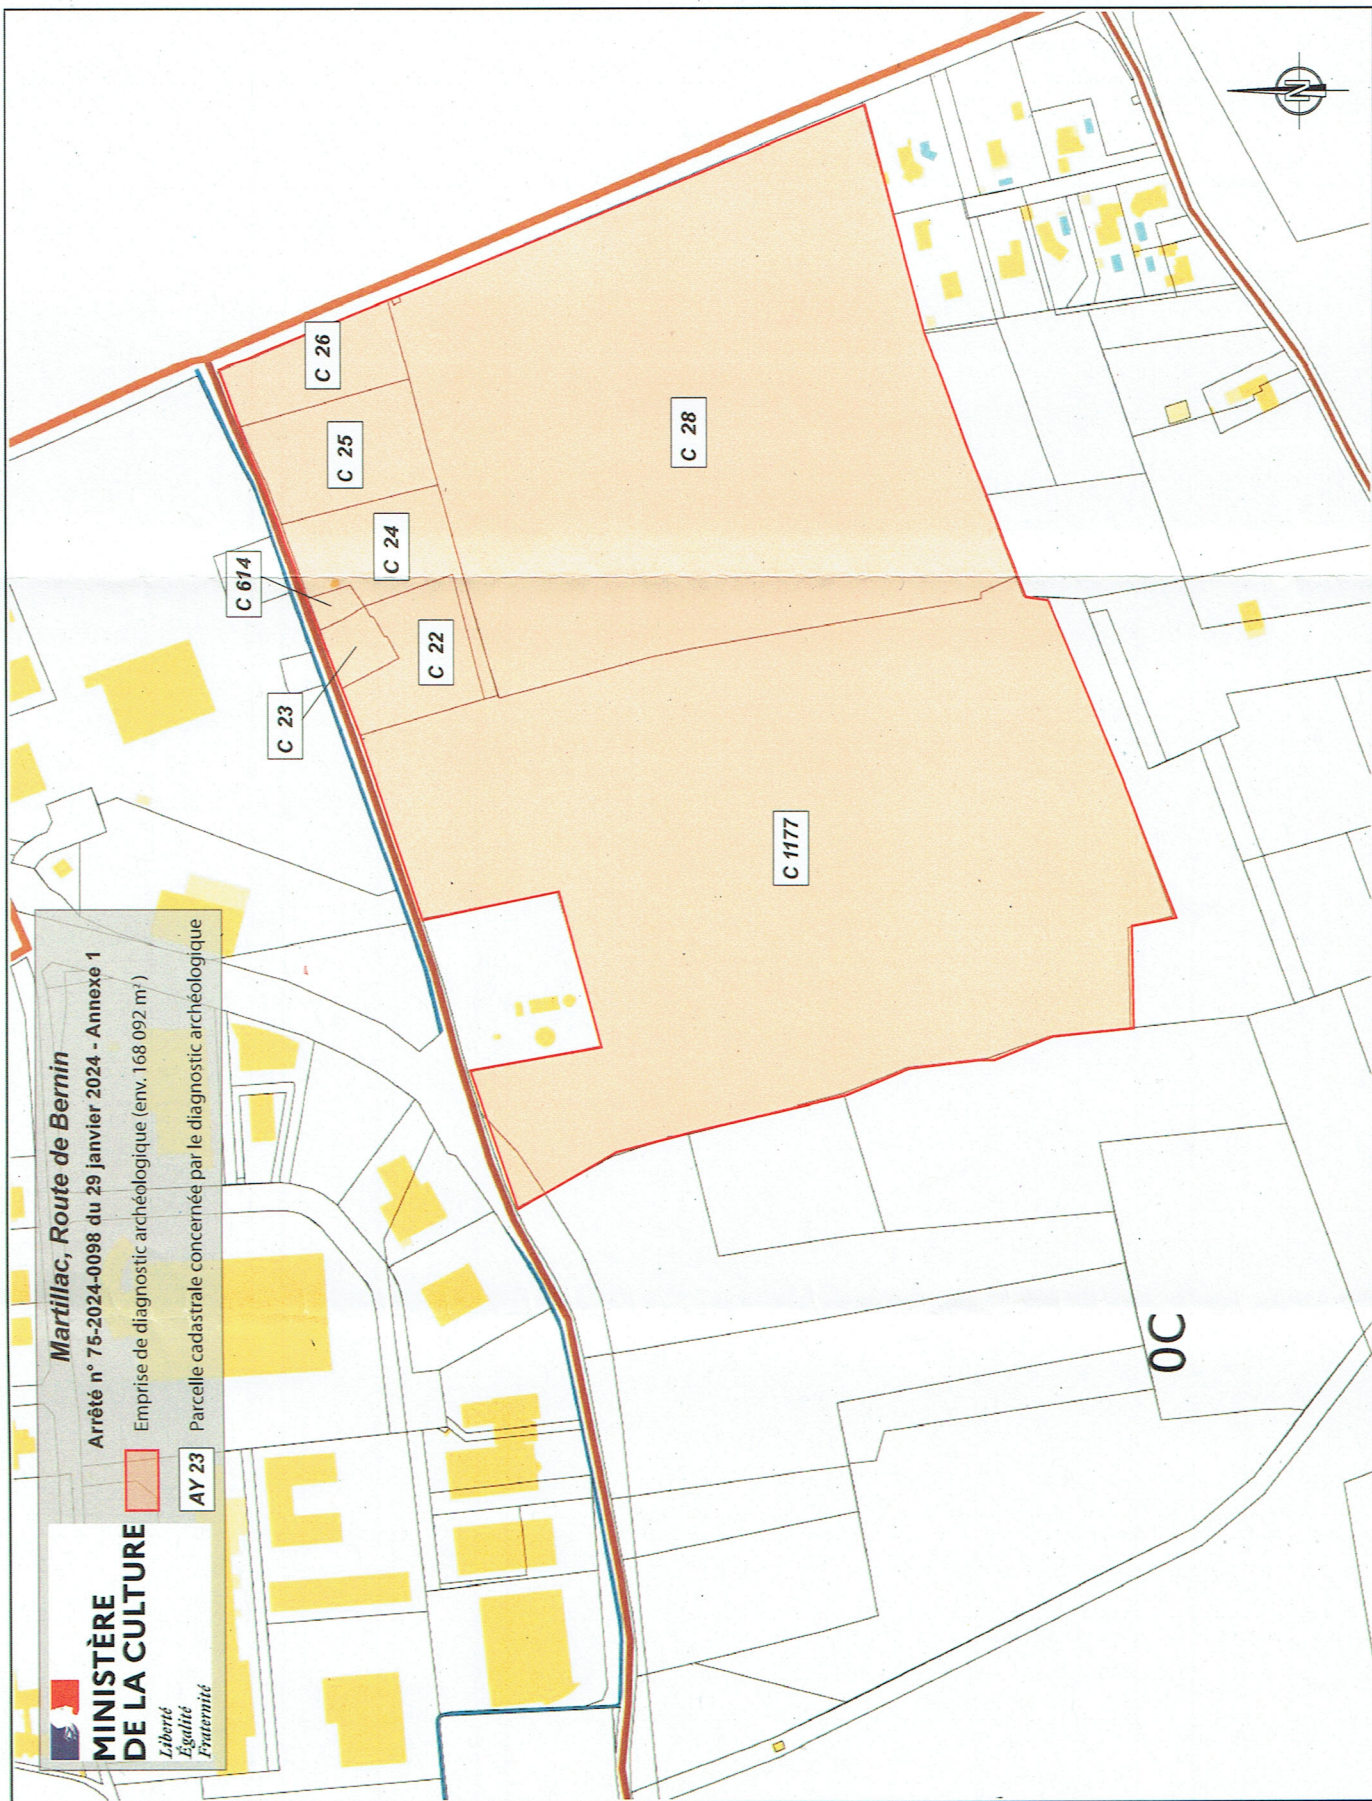 MINISTÈRE
DE LA CULTURE
Liberté
Égalité
Fraternité
Martillac, Route de Bernin
Arrêté n° 75-2024-0098 du 29 janvier 2024 - Annexe 1
Emprise de diagnostic archéologique (env. 168 092 m²)
AY 23
Parcelle cadastrale concernée par le diagnostic archéologique
C 23
C 614
C 22
C 24
C 25
C 26
C 28
C 1177
0C
N